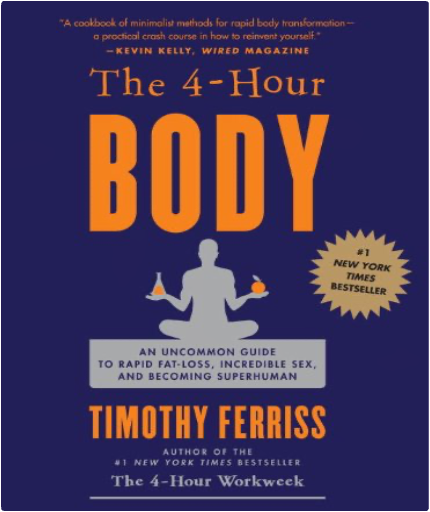 "A cookbook of minimalist methods for rapid body transformation—
a practical crash course in how to reinvent yourself."
—KEVIN KELLY, WIRED MAGAZINE
The 4-Hour
BODY
#1
NEW YORK
TIMES
BESTSELLER
AN UNCOMMON GUIDE
TO RAPID FAT-LOSS, INCREDIBLE SEX,
AND BECOMING SUPERHUMAN
TIMOTHY FERRISS
AUTHOR OF THE
#1 NEW YORK TIMES BESTSELLER
The 4-Hour Workweek